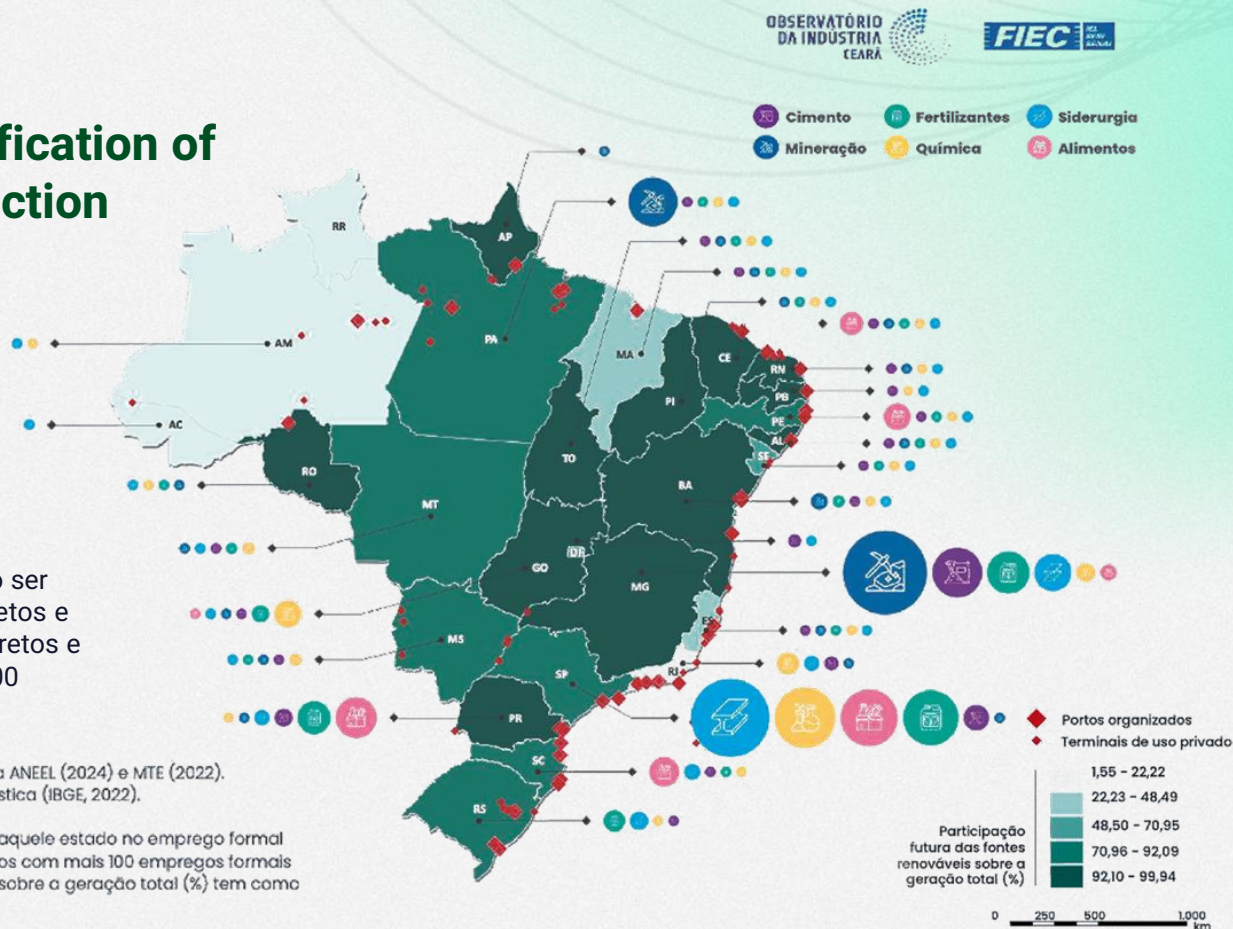 OBSERVATÓRIO
DA INDÚSTRIA
CEARÁ
FIEC
fication of
ction
Cimento
Fertilizantes
Siderurgia
Mineração
Química
Alimentos
RR
AP
AM
PA
MA
CE
RN
PB
PE
AL
SE
PI
AC
RO
TO
BA
MT
GO
DF
MG
ES
MS
SP
RJ
PR
SC
RS
o ser
etos e
retos e
00
a ANEEL (2024) e MTE (2022).
stica (IBGE, 2022).
aquele estado no emprego formal
os com mais 100 empregos formais
sobre a geração total (%) tem como
Portos organizados
Terminais de uso privado
Participação
futura das fontes
renováveis sobre a
geração total (%)
1,55 - 22,22
22,23 - 48,49
48,50 - 70,95
70,96 - 92,09
92,10 - 99,94
0 250 500 1.000
km